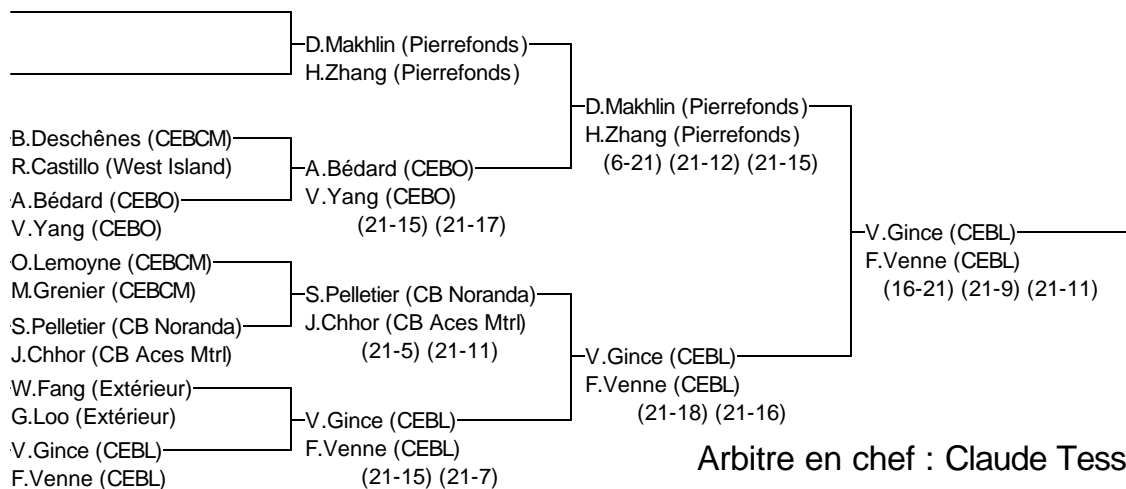 D.Makhlin (Pierrefonds)
H.Zhang (Pierrefonds)
D.Makhlin (Pierrefonds)
H.Zhang (Pierrefonds)
(6-21) (21-12) (21-15)
B.Deschênes (CEBCM)
R.Castillo (West Island)
A.Bédard (CEBO)
V.Yang (CEBO)
(21-15) (21-17)
A.Bédard (CEBO)
V.Yang (CEBO)
V.Gince (CEBL)
F.Venne (CEBL)
(16-21) (21-9) (21-11)
O.Lemoyne (CEBCM)
M.Grenier (CEBCM)
S.Pelletier (CB Noranda)
J.Chhor (CB Aces Mtrl)
(21-5) (21-11)
S.Pelletier (CB Noranda)
J.Chhor (CB Aces Mtrl)
V.Gince (CEBL)
F.Venne (CEBL)
(21-18) (21-16)
W.Fang (Extérieur)
G.Loo (Extérieur)
V.Gince (CEBL)
F.Venne (CEBL)
(21-15) (21-7)
V.Gince (CEBL)
F.Venne (CEBL)
Arbitre en chef : Claude Tess